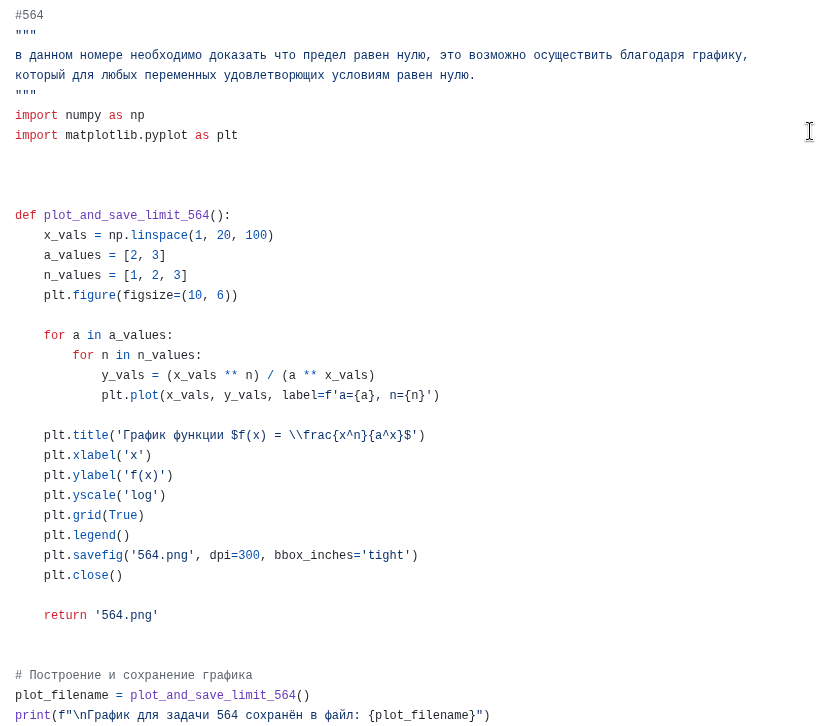 #564
"""
в данном номере необходимо доказать что предел равен нулю, это возможно осуществить благодаря графику,
который для любых переменных удовлетворющих условиям равен нулю.
"""
import numpy as np
import matplotlib.pyplot as plt
def plot_and_save_limit_564():
    x_vals = np.linspace(1, 20, 100)
    a_values = [2, 3]
    n_values = [1, 2, 3]
    plt.figure(figsize=(10, 6))
    for a in a_values:
        for n in n_values:
            y_vals = (x_vals ** n) / (a ** x_vals)
            plt.plot(x_vals, y_vals, label=f'a={a}, n={n}')
    plt.title('График функции $f(x) = \\frac{x^n}{a^x}$')
    plt.xlabel('x')
    plt.ylabel('f(x)')
    plt.yscale('log')
    plt.grid(True)
    plt.legend()
    plt.savefig('564.png', dpi=300, bbox_inches='tight')
    plt.close()
    return '564.png'
# Построение и сохранение графика
plot_filename = plot_and_save_limit_564()
print(f"\nГрафик для задачи 564 сохранён в файл: {plot_filename}")